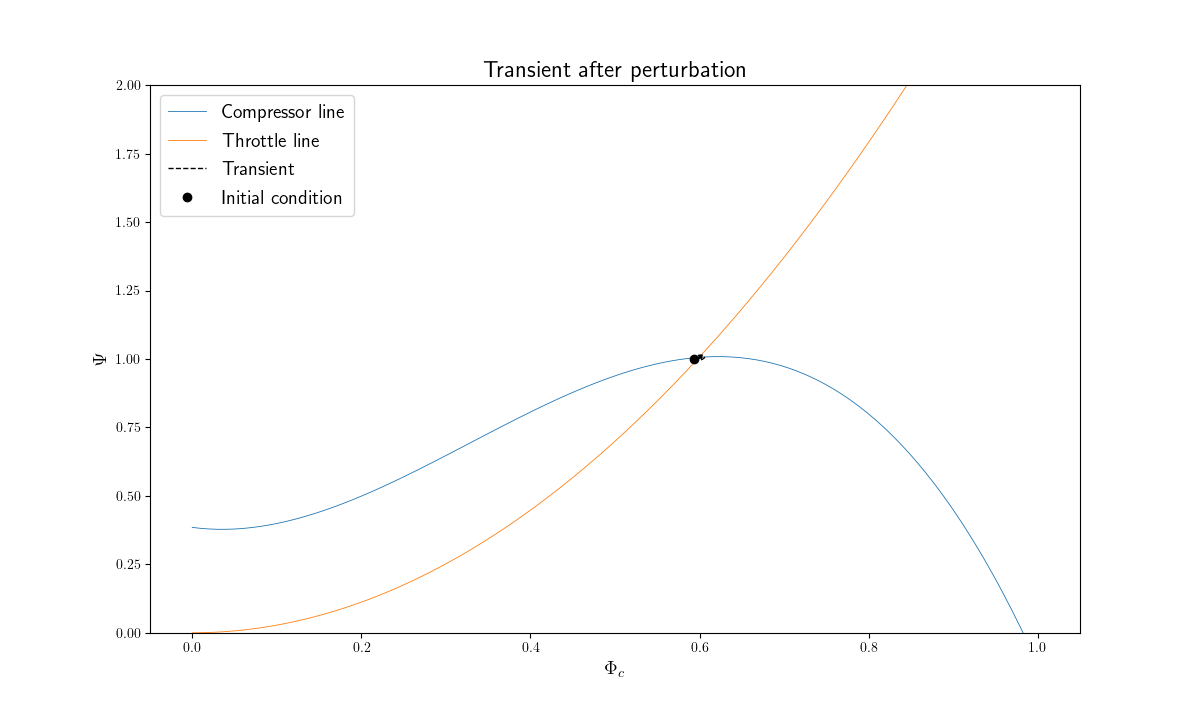 Transient after perturbation
2.00
1.75
1.50
1.25
1.00
0.75
0.50
0.25
0.00
Ψ
Compressor line
Throttle line
Transient
Initial condition
0.0 0.2 0.4 0.6 0.8 1.0
Φc